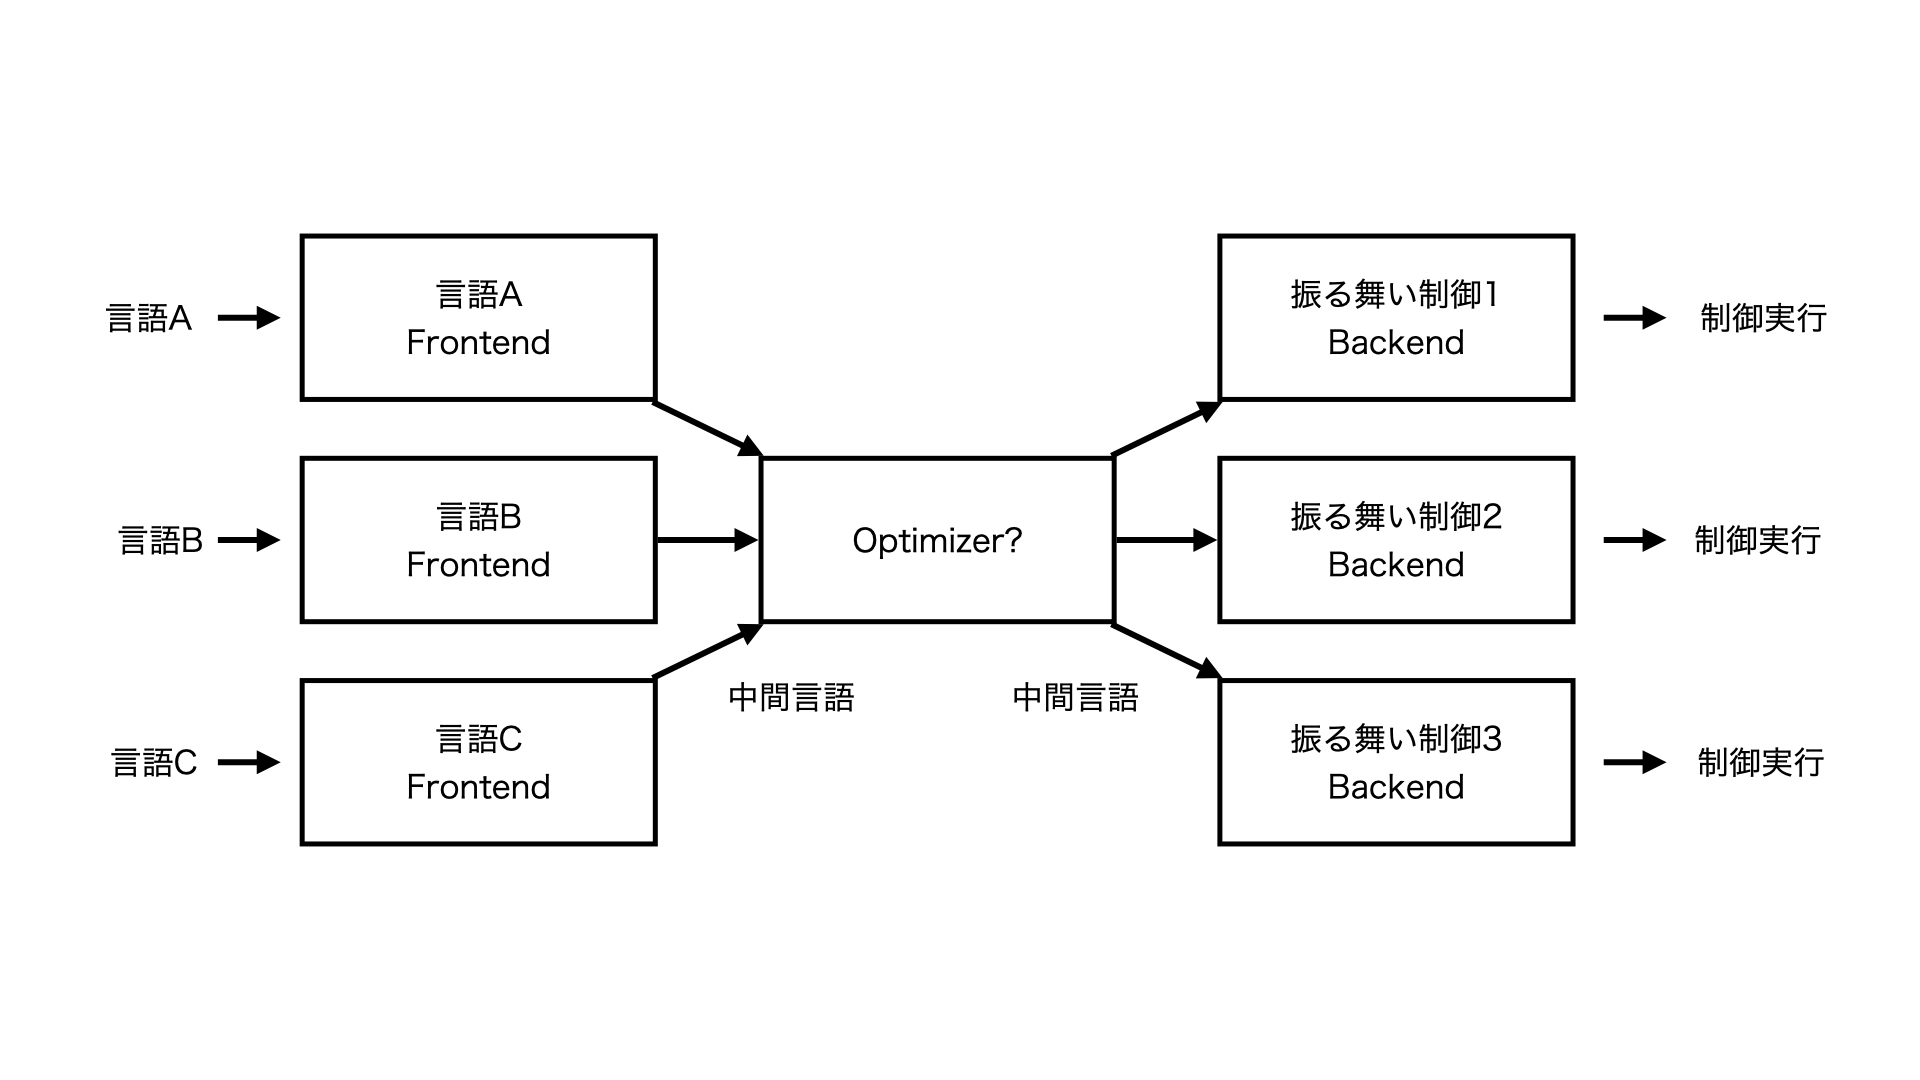 言語A
言語A
Frontend
振る舞い制御1
Backend
制御実行
言語B
言語B
Frontend
Optimizer?
振る舞い制御2
Backend
制御実行
中間言語
中間言語
言語C
言語C
Frontend
振る舞い制御3
Backend
制御実行